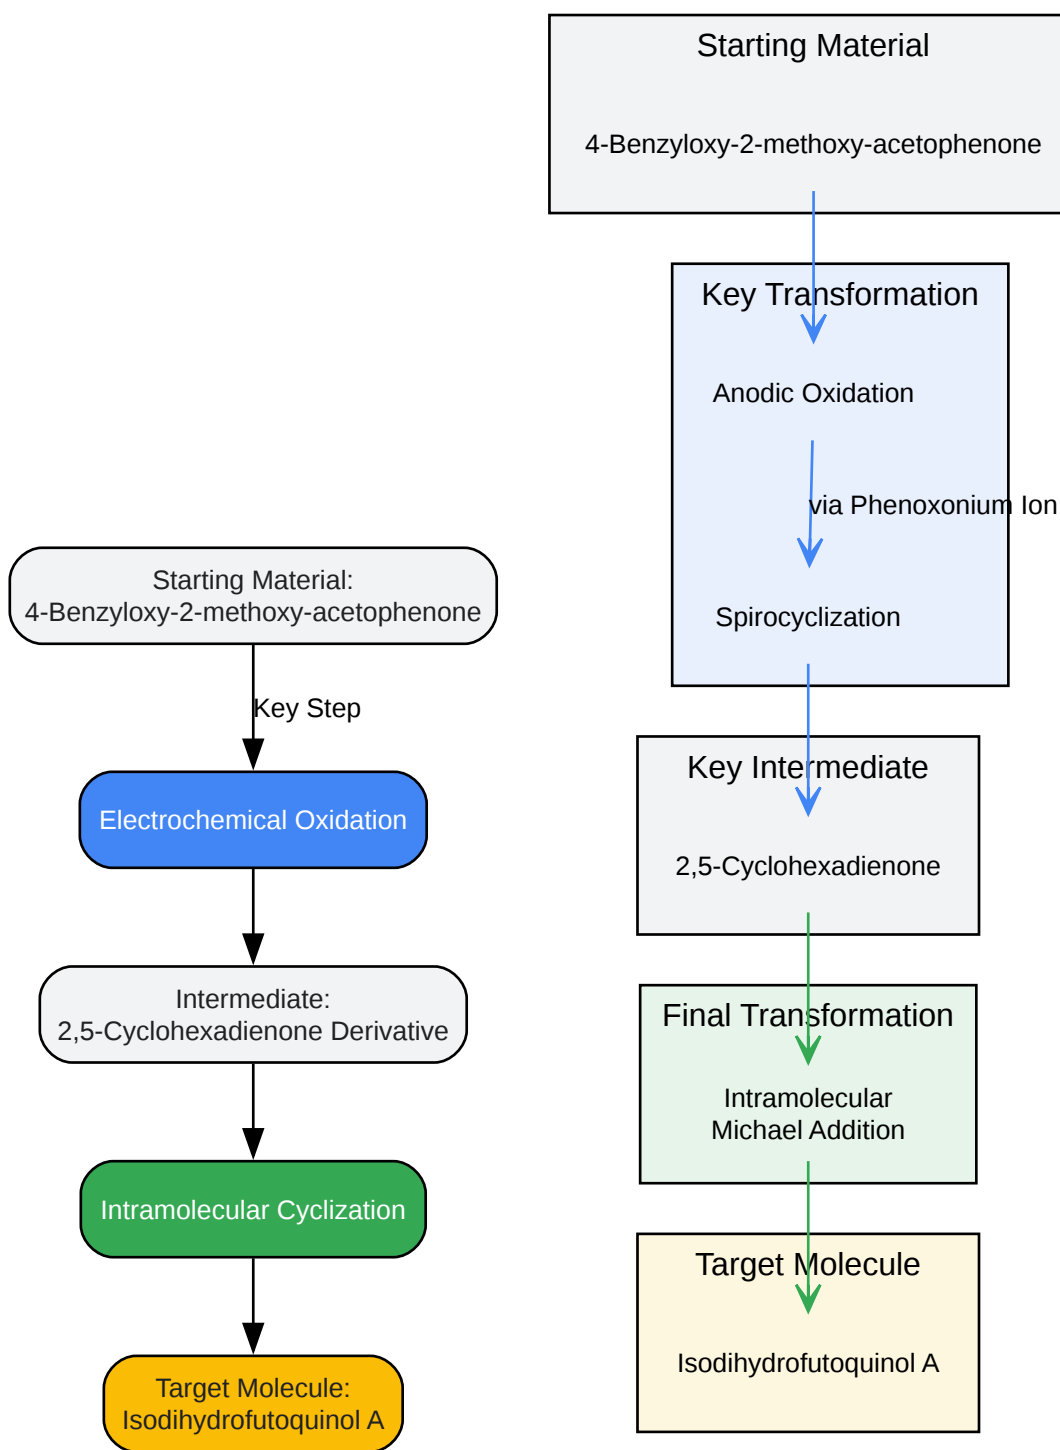 Starting Material:
4-Benzyloxy-2-methoxy-acetophenone
Key Step
Electrochemical Oxidation
Intermediate:
2,5-Cyclohexadienone Derivative
Intramolecular Cyclization
Target Molecule:
Isodihydrofutoquinol A
Starting Material
4-Benzyloxy-2-methoxy-acetophenone
Key Transformation
Anodic Oxidation
via Phenoxonium Ion
Spirocyclization
Key Intermediate
2,5-Cyclohexadienone
Final Transformation
Intramolecular
Michael Addition
Target Molecule
Isodihydrofutoquinol A